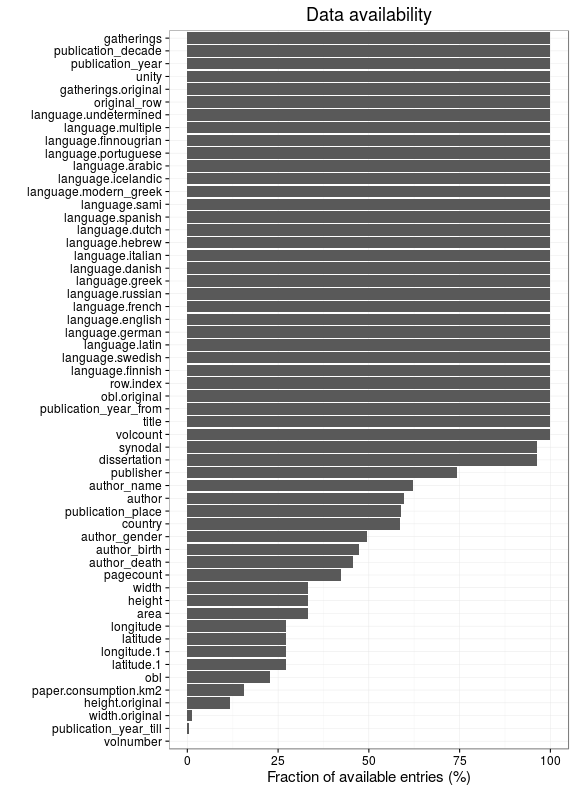 Data availability
gatherings
publication_decade
publication_year
unity
gatherings.original
original_row
language.undetermined
language.multiple
language.finnougrian
language.portuguese
language.arabic
language.icelandic
language.modern_greek
language.sami
language.spanish
language.dutch
language.hebrew
language.italian
language.danish
language.greek
language.russian
language.french
language.english
language.german
language.latin
language.swedish
language.finnish
row.index
obl.original
publication_year_from
title
volcount
synodal
dissertation
publisher
author_name
author
publication_place
country
author_gender
author_birth
author_death
pagecount
width
height
area
longitude
latitude
longitude.1
latitude.1
obl
paper.consumption.km2
height.original
width.original
publication_year_till
volnumber
0 25 50 75 100
Fraction of available entries (%)